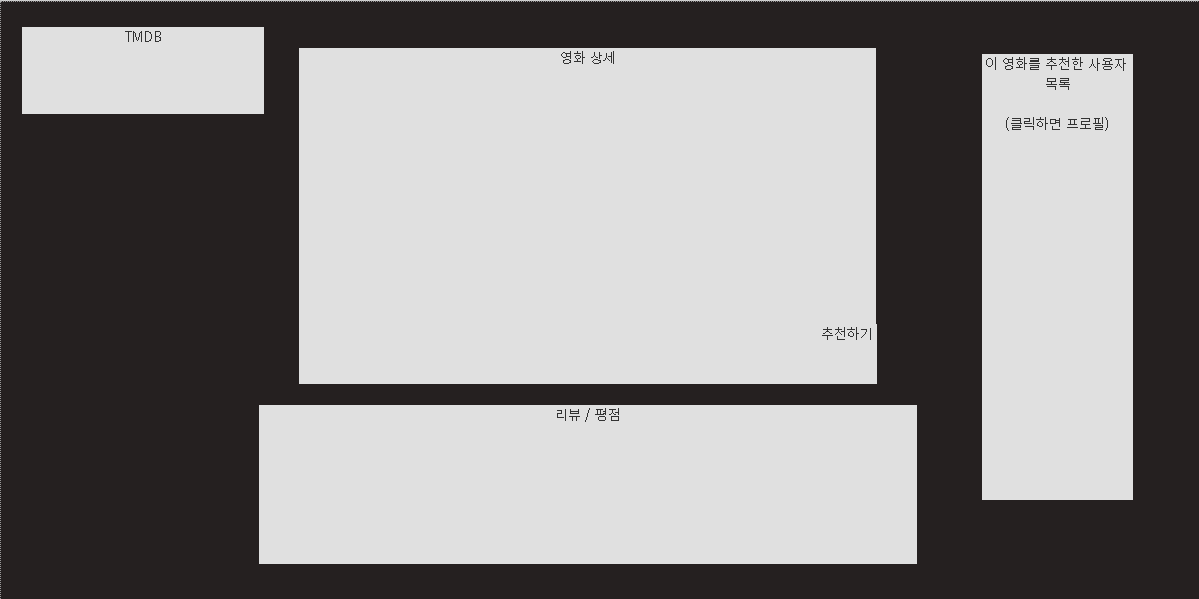 TMDB
영화 상세
추천하기
리뷰 / 평점
이 영화를 추천한 사용자
목록
(클릭하면 프로필)